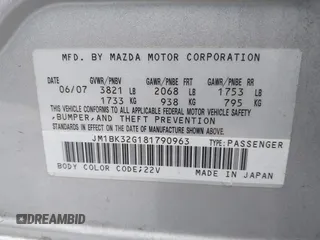 MFD. BY MAZDA MOTOR CORPORATION
GVWR/PNBV GAWR/PNBE FR GAWR/PNBE RR
06/07 3821 LB 2068 LB 1753 LB
1733 KG 938 KG 795 KG
THIS VEHICLE CONFORMS TO ALL APPLICABLE
FEDERAL MOTOR VEHICLE SAFETY
,BUMPER,AND THEFT PREVENTION
STANDARDS IN EFFECT ON THE DATE OF
MANUFACTURE SHOWN ABOVE.
JM1BK32G181790963 TYPE:PASSENGER
BODY COLOR CODE;22V MADE IN JAPAN
DREAMBID
dreambid.com